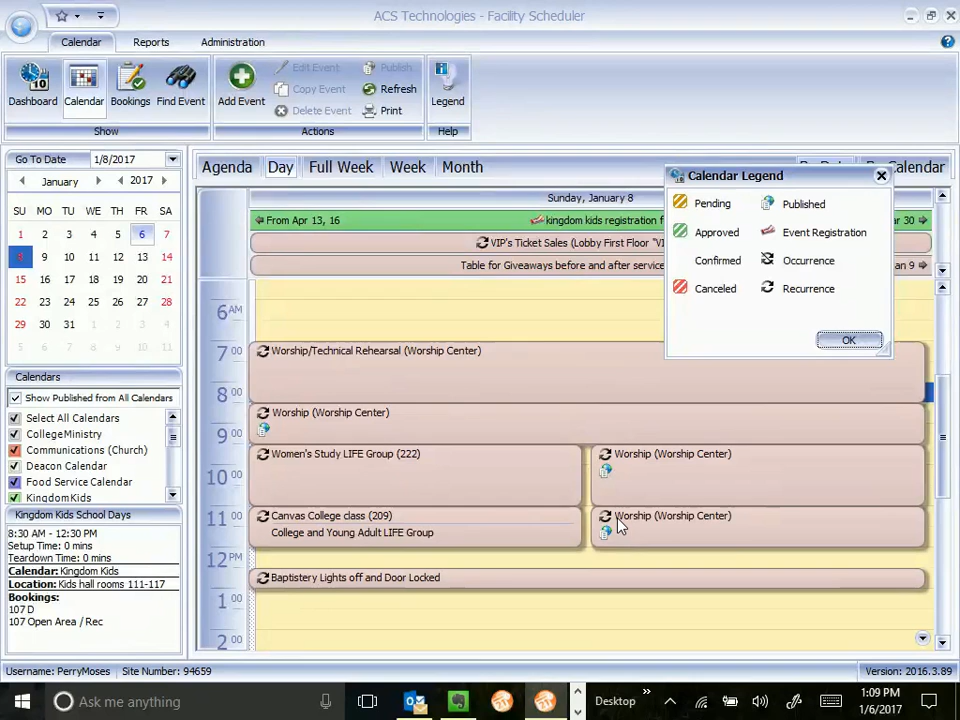 ACS Technologies - Facility Scheduler
Calendar Reports Administration
Dashboard Calendar Bookings Find Event
Show
Add Event
Edit Event
Copy Event
Delete Event
Publish
Refresh
Print
Actions
Legend
Help
Go To Date 1/8/2017
January 2017
SU MO TU WE TH FR SA
1 2 3 4 5 6 7
8 9 10 11 12 13 14
15 16 17 18 19 20 21
22 23 24 25 26 27 28
29 30 31 1 2 3 4
5 6 7 8 9 10 11
Calendars
Show Published from All Calendars
Select All Calendars
College Ministry
Communications (Church)
Deacon Calendar
Food Service Calendar
Kingdom Kids
Kingdom Kids School Days
8:30 AM - 12:30 PM
Setup Time: 0 mins
Teardown Time: 0 mins
Calendar: Kingdom Kids
Location: Kids hall rooms 111-117
Bookings:
107 D
107 Open Area / Rec
Agenda Day Full Week Week Month
Calendar
Sunday, January 8
From Apr 13, 16 kingdom kids registration f
30
VIP's Ticket Sales (Lobby First Floor "VI
Table for Giveaways before and after service
an 9
6 AM
7 00
8 00
9 00
10 00
11 00
12 PM
1 00
2 00
Worship/Technical Rehearsal (Worship Center)
Worship (Worship Center)
Women's Study LIFE Group (222)
Worship (Worship Center)
Canvas College class (209)
College and Young Adult LIFE Group
Worship (Worship Center)
Baptistery Lights off and Door Locked
Calendar Legend
Pending Published
Approved Event Registration
Confirmed Occurrence
Canceled Recurrence
OK
Username: PerryMoses Site Number: 94659 Version: 2016.3.89
Ask me anything
Desktop
1:09 PM
1/6/2017